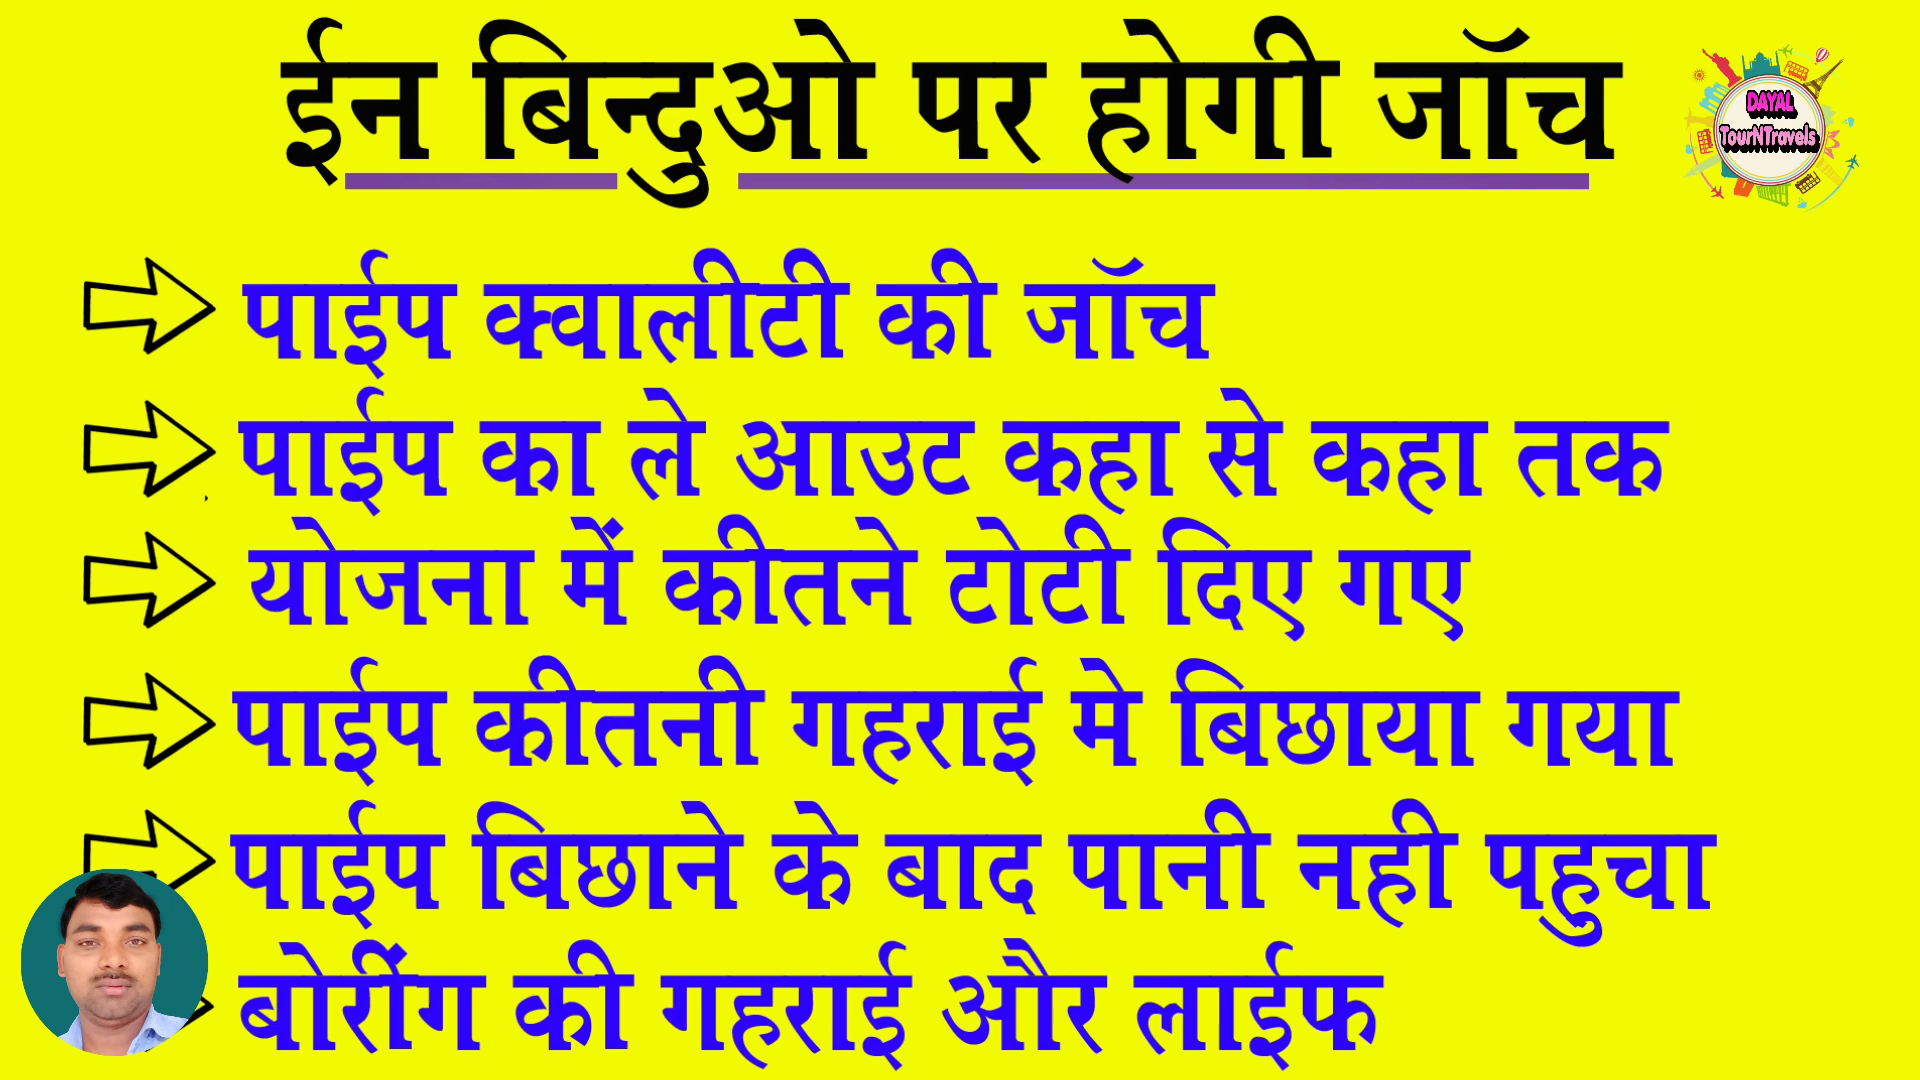 ईन बिन्दुओ पर होगी जॉच
DAYAL
TourNTravels
पाईप क्वालीटी की जॉच
पाईप का ले आउट कहा से कहा तक
योजना में कीतने टोटी दिए गए
पाईप कीतनी गहराई मे बिछाया गया
पाईप बिछाने के बाद पानी नही पहुचा
बोरींग की गहराई और लाईफ